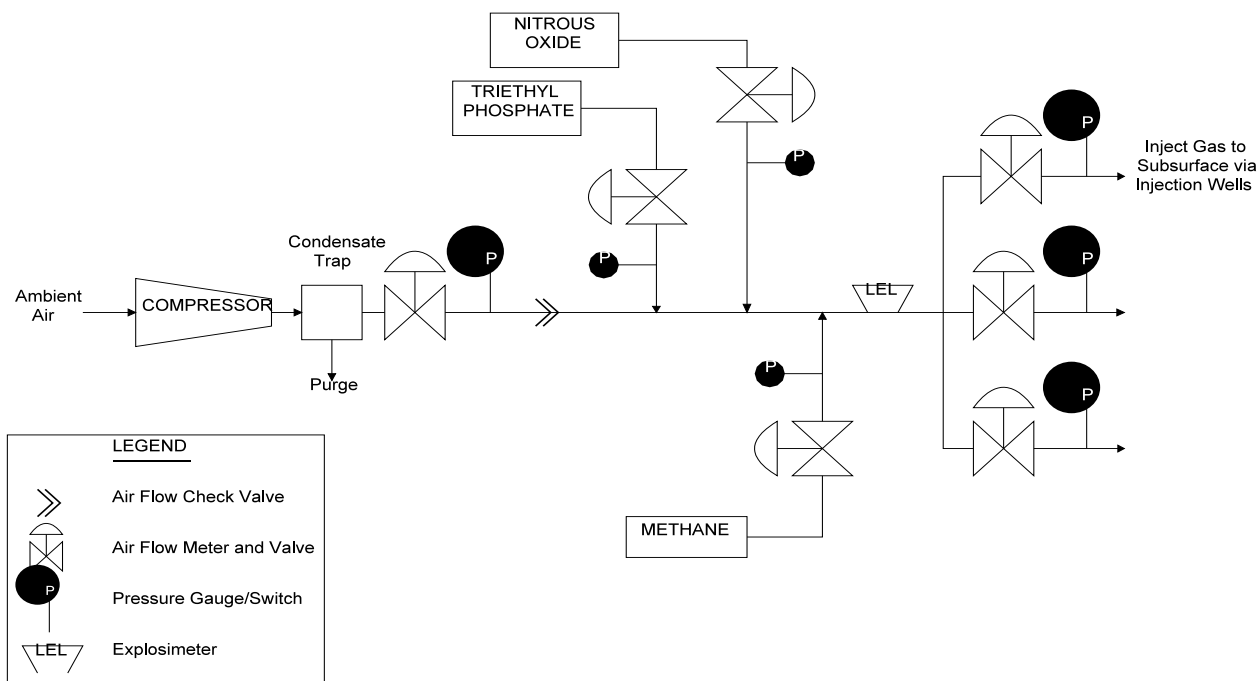 NITROUS
OXIDE
TRIETHYL
PHOSPHATE
P
P
P
Inject Gas to
Subsurface via
Injection Wells
Condensate
Trap
P
P
P
Ambient
Air
COMPRESSOR
LEL
Purge
P
P
METHANE
LEGEND
Air Flow Check Valve
Air Flow Meter and Valve
P
Pressure Gauge/Switch
LEL
Explosimeter